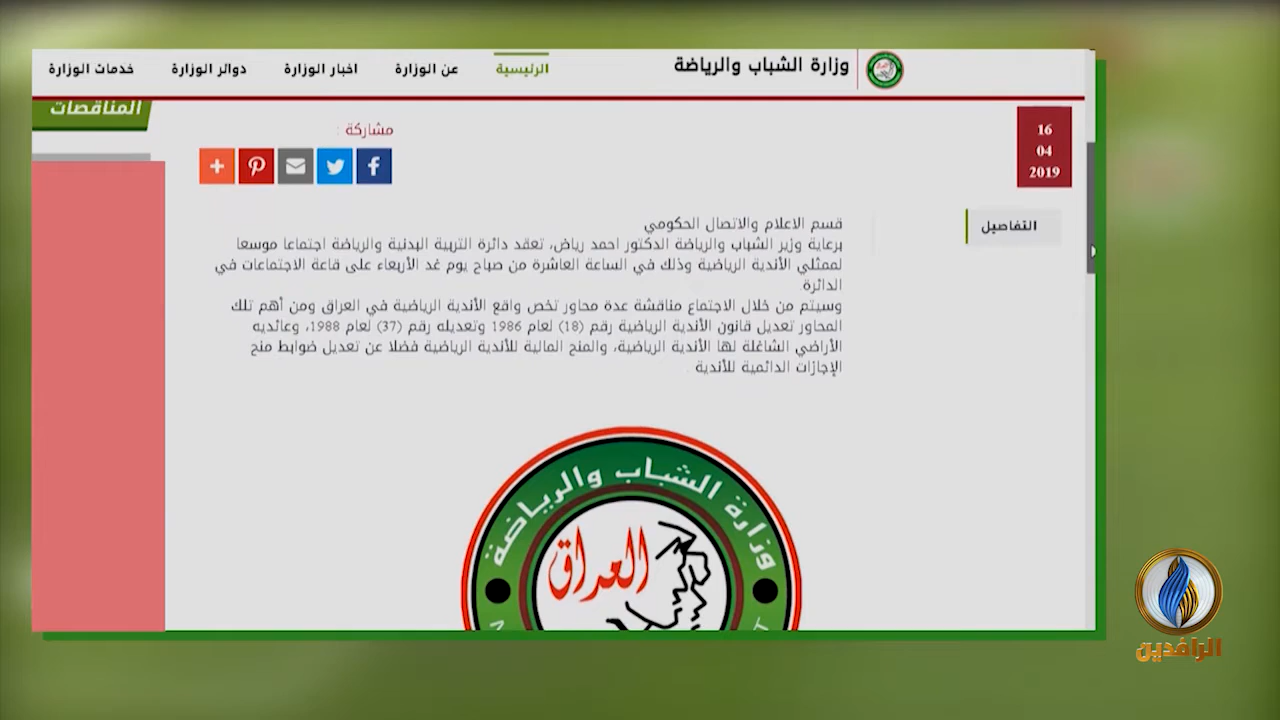 وزارة الشباب والرياضة
الرئيسية
عن الوزارة
اخبار الوزارة
دوائر الوزارة
خدمات الوزارة
المناقصات
16
04
2019
مشاركة :
التفاصيل
قسم الاعلام والاتصال الحكومي
برعاية وزير الشباب والرياضة الدكتور احمد رياض، تعقد دائرة التربية البدنية والرياضة اجتماعا موسعا
لممثلي الأندية الرياضية وذلك في الساعة العاشرة من صباح يوم غد الأربعاء على قاعة الاجتماعات في
الدائرة.
وسيتم من خلال الاجتماع مناقشة عدة محاور تخص واقع الأندية الرياضية في العراق ومن أهم تلك
المحاور تعديل قانون الأندية الرياضية رقم (18) لعام 1986 وتعديله رقم (37) لعام 1988، وعائديه
الأراضي الشاغلة لها الأندية الرياضية، والمنح المالية للأندية الرياضية فضلا عن تعديل ضوابط منح
الإجازات الدائمية للأندية .
وزارة الشباب والرياضة
العراق
الرافدين